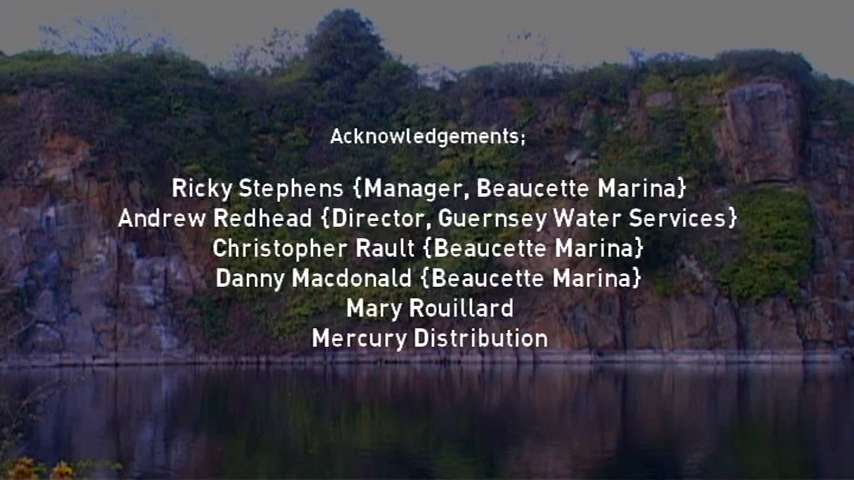 Acknowledgements;
Ricky Stephens {Manager, Beaucette Marina}
Andrew Redhead {Director, Guernsey Water Services}
Christopher Rault {Beaucette Marina}
Danny Macdonald {Beaucette Marina}
Mary Rouillard
Mercury Distribution